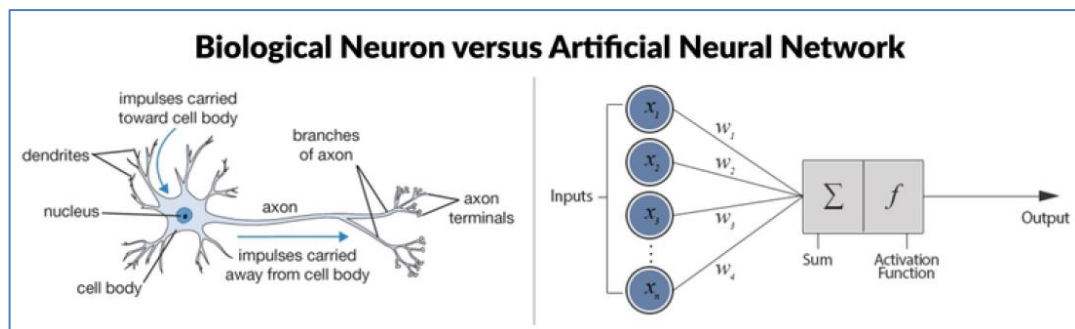 Biological Neuron versus Artificial Neural Network
impulses carried
toward cell body
dendrites
nucleus
cell body
axon
impulses carried
away from cell body
branches
of axon
axon
terminals
Inputs
x₁
x₂
x₃
xₙ
w₁
w₂
w₃
w₄
∑
f
Sum
Activation
Function
Output